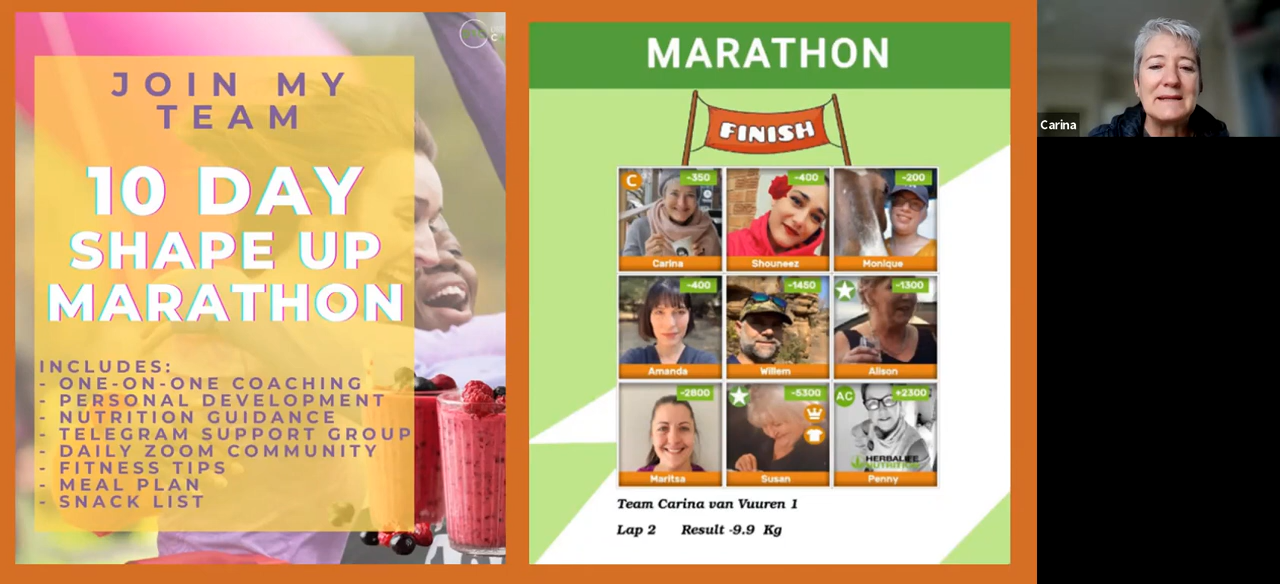 C
JOIN MY
TEAM
10 DAY
SHAPE UP
MARATHON
INCLUDES:
- ONE-ON-ONE COACHING
- PERSONAL DEVELOPMENT
- NUTRITION GUIDANCE
- TELEGRAM SUPPORT GROUP
- DAILY ZOOM COMMUNITY
- FITNESS TIPS
- MEAL PLAN
- SNACK LIST
MARATHON
FINISH
C -350 -400 -200
Carina Shouneez Monique
-400 -1450 -1300
Amanda Willem Alison
-2800 -5300 AC +2300
HERBALIFE
NUTRITION
Maritsa Susan Penny
Team Carina van Vuuren 1
Lap 2 Result -9.9 Kg
Carina